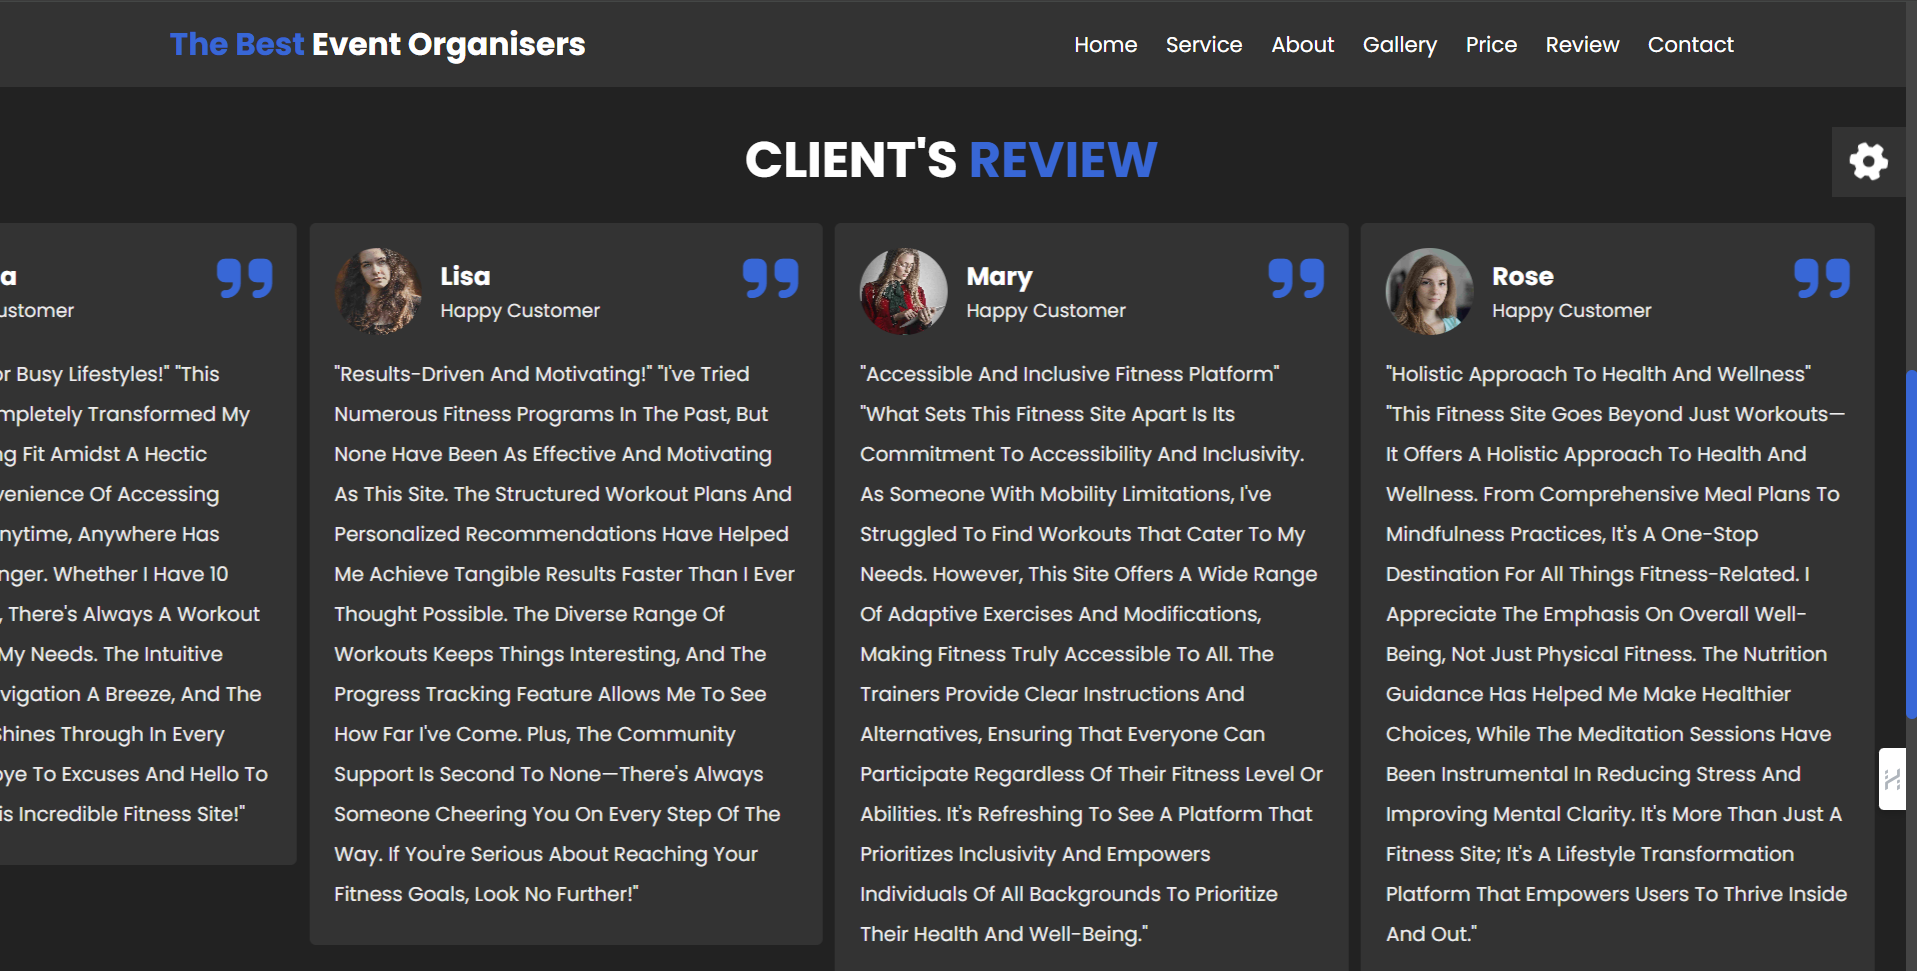 The Best Event Organisers
Home Service About Gallery Price Review Contact
CLIENT'S REVIEW
a
ustomer
or Busy Lifestyles!" "This
mpletely Transformed My
ng Fit Amidst A Hectic
venience Of Accessing
nytime, Anywhere Has
nger. Whether I Have 10
, There's Always A Workout
My Needs. The Intuitive
vigation A Breeze, And The
Shines Through In Every
bye To Excuses And Hello To
is Incredible Fitness Site!"
Lisa
Happy Customer
"Results-Driven And Motivating!" "I've Tried
Numerous Fitness Programs In The Past, But
None Have Been As Effective And Motivating
As This Site. The Structured Workout Plans And
Personalized Recommendations Have Helped
Me Achieve Tangible Results Faster Than I Ever
Thought Possible. The Diverse Range Of
Workouts Keeps Things Interesting, And The
Progress Tracking Feature Allows Me To See
How Far I've Come. Plus, The Community
Support Is Second To None—There's Always
Someone Cheering You On Every Step Of The
Way. If You're Serious About Reaching Your
Fitness Goals, Look No Further!"
Mary
Happy Customer
"Accessible And Inclusive Fitness Platform"
"What Sets This Fitness Site Apart Is Its
Commitment To Accessibility And Inclusivity.
As Someone With Mobility Limitations, I've
Struggled To Find Workouts That Cater To My
Needs. However, This Site Offers A Wide Range
Of Adaptive Exercises And Modifications,
Making Fitness Truly Accessible To All. The
Trainers Provide Clear Instructions And
Alternatives, Ensuring That Everyone Can
Participate Regardless Of Their Fitness Level Or
Abilities. It's Refreshing To See A Platform That
Prioritizes Inclusivity And Empowers
Individuals Of All Backgrounds To Prioritize
Their Health And Well-Being."
Rose
Happy Customer
"Holistic Approach To Health And Wellness"
"This Fitness Site Goes Beyond Just Workouts—
It Offers A Holistic Approach To Health And
Wellness. From Comprehensive Meal Plans To
Mindfulness Practices, It's A One-Stop
Destination For All Things Fitness-Related. I
Appreciate The Emphasis On Overall Well-
Being, Not Just Physical Fitness. The Nutrition
Guidance Has Helped Me Make Healthier
Choices, While The Meditation Sessions Have
Been Instrumental In Reducing Stress And
Improving Mental Clarity. It's More Than Just A
Fitness Site; It's A Lifestyle Transformation
Platform That Empowers Users To Thrive Inside
And Out."